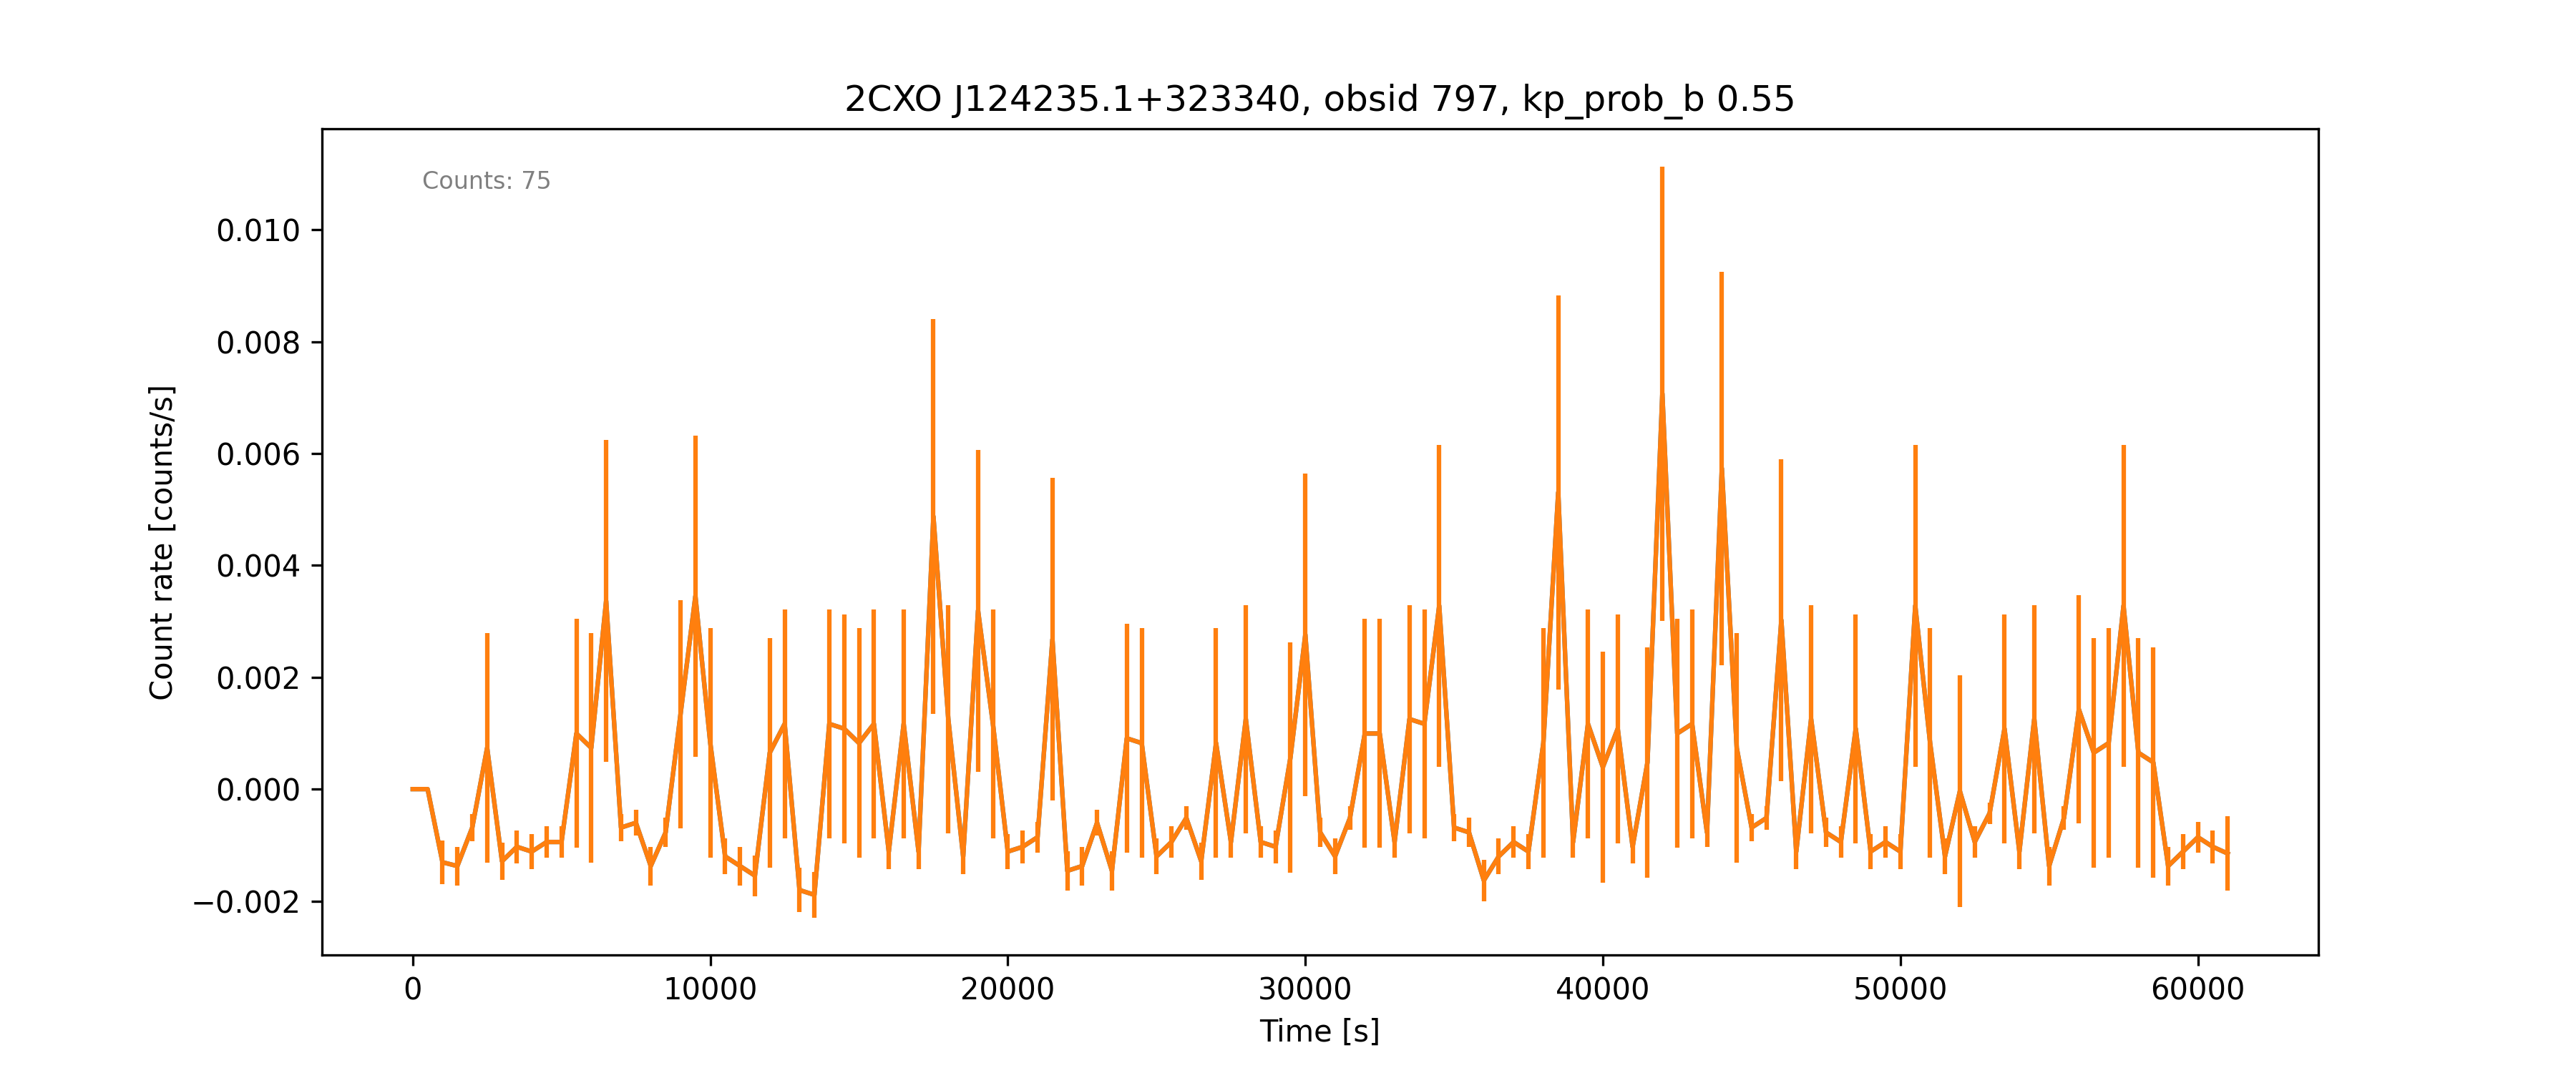 2CXO J124235.1+323340, obsid 797, kp_prob_b 0.55
Counts: 75
0.010
0.008
0.006
0.004
0.002
0.000
−0.002
Count rate [counts/s]
0 10000 20000 30000 40000 50000 60000
Time [s]